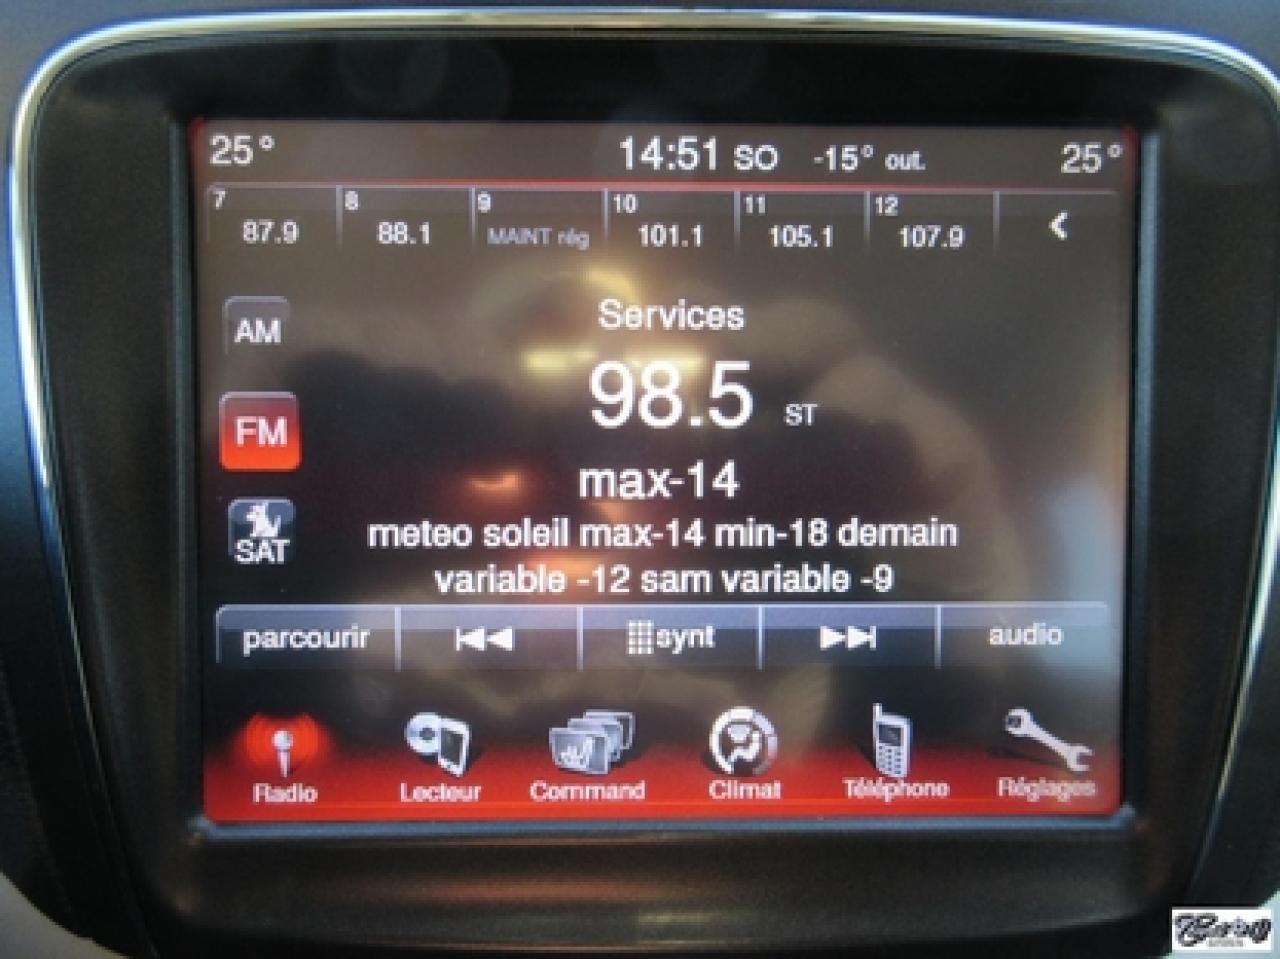 25° 14:51 SO -15° out. 25°
7 8 9 10 11 12
87.9 88.1 MAINT rég 101.1 105.1 107.9
AM
Services
98.5 ST
FM
max-14
SAT
meteo soleil max-14 min-18 demain
variable -12 sam variable -9
parcourir synt audio
Radio Lecteur Command Climat Téléphone Réglages